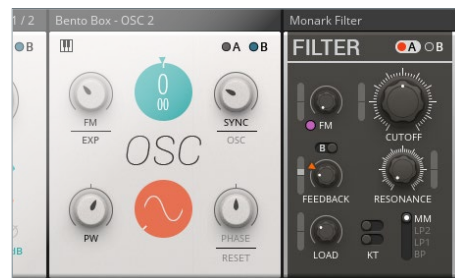 1 / 2
Bento Box - OSC 2
Monark Filter
B
A B
FILTER A B
0
00
FM
EXP
SYNC
OSC
OSC
FM
CUTOFF
B
FEEDBACK
RESONANCE
PW
PHASE
RESET
dB
LOAD
KT
MM
LP2
LP1
BP